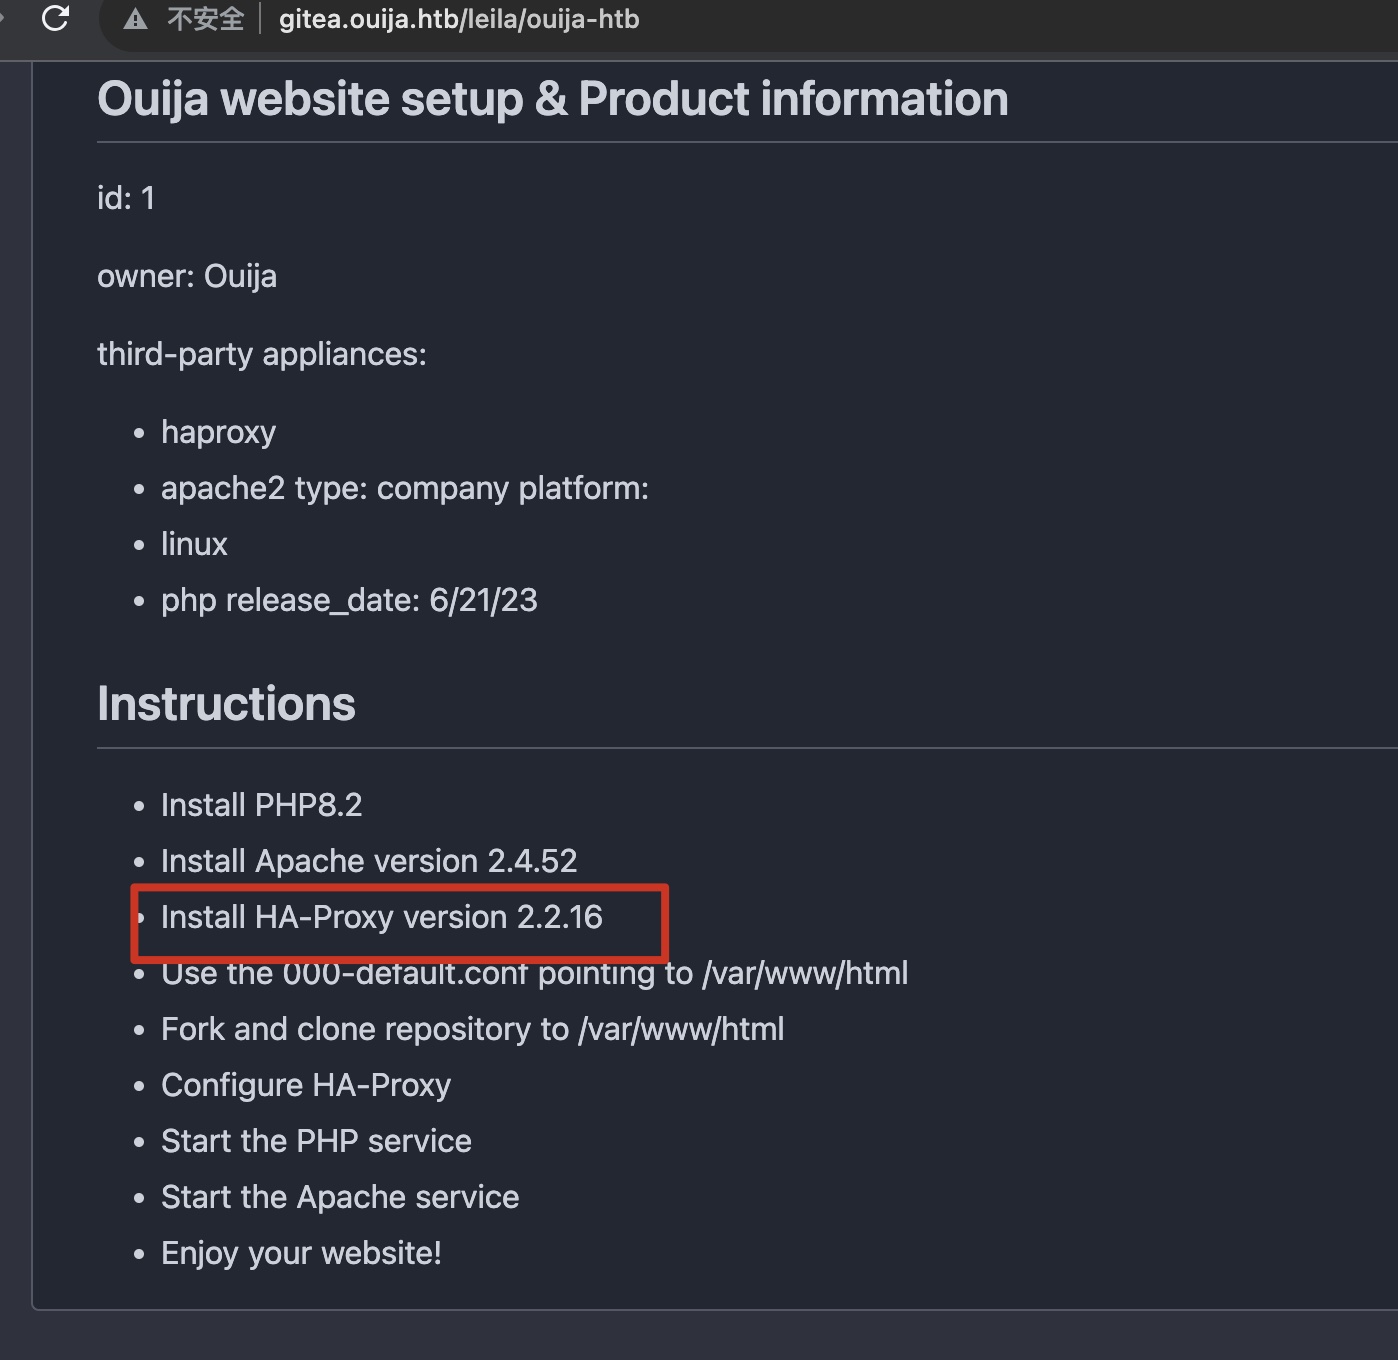 不安全 gitea.ouija.htb/leila/ouija-htb
Ouija website setup & Product information
id: 1
owner: Ouija
third-party appliances:
haproxy
apache2 type: company platform:
linux
php release_date: 6/21/23
Instructions
Install PHP8.2
Install Apache version 2.4.52
Install HA-Proxy version 2.2.16
Use the 000-default.conf pointing to /var/www/html
Fork and clone repository to /var/www/html
Configure HA-Proxy
Start the PHP service
Start the Apache service
Enjoy your website!